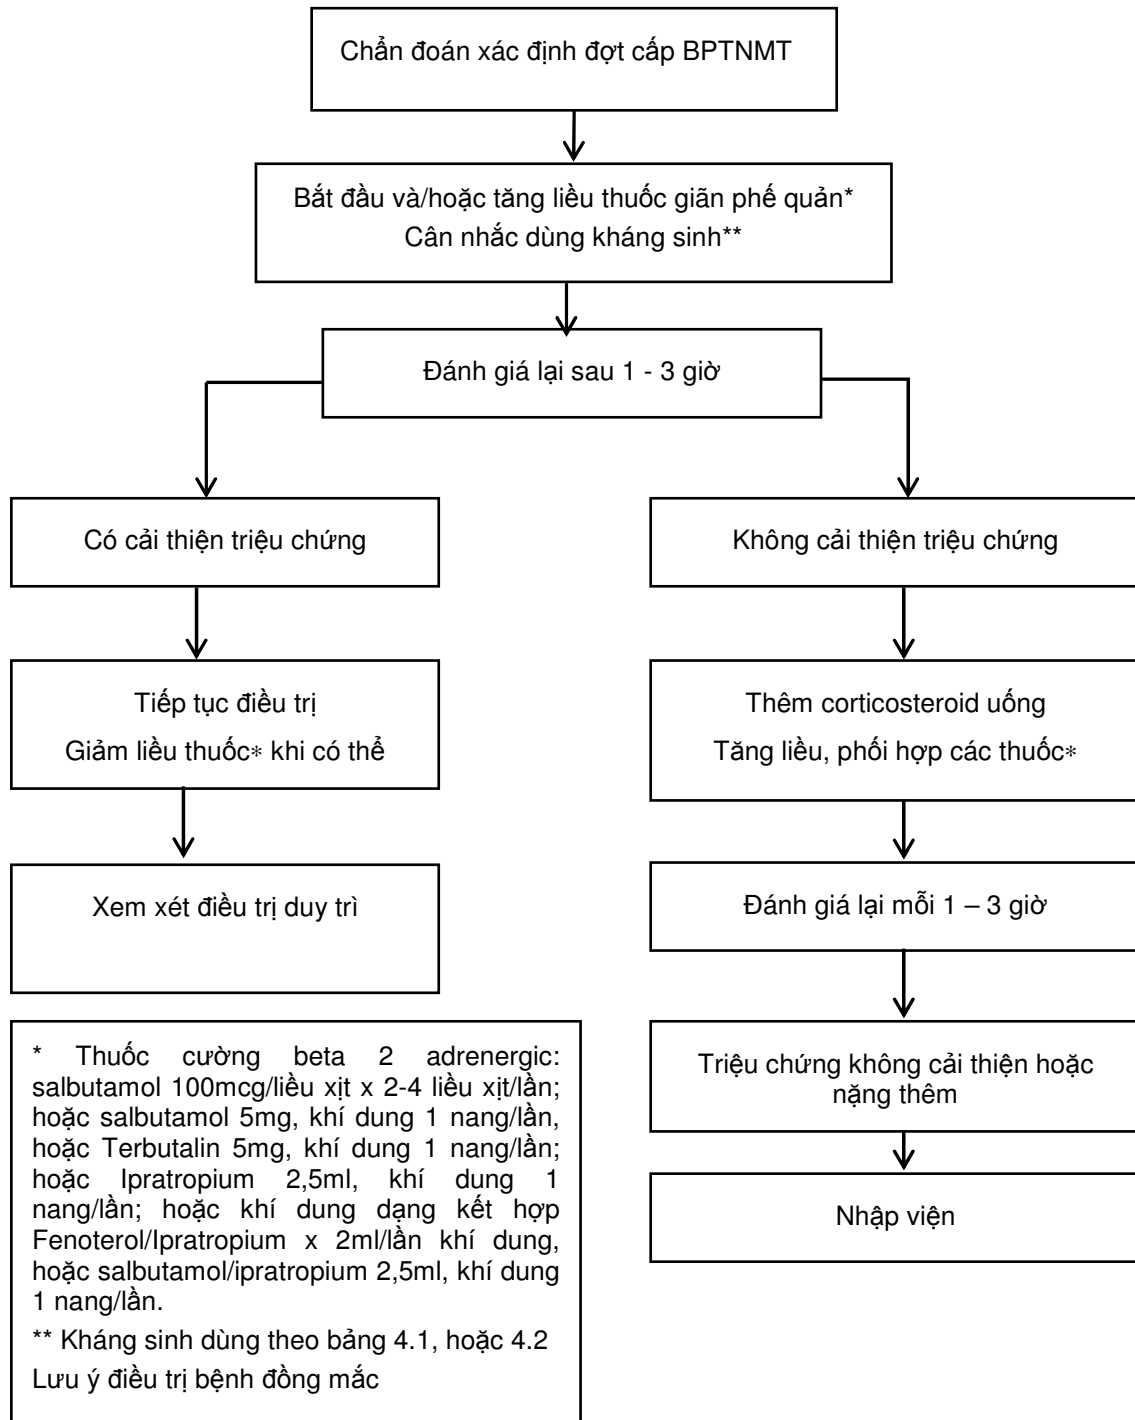 Chẩn đoán xác định đợt cấp BPTNMT
Bắt đầu và/hoặc tăng liều thuốc giãn phế quản*
Cân nhắc dùng kháng sinh**
Đánh giá lại sau 1 - 3 giờ
Có cải thiện triệu chứng
Không cải thiện triệu chứng
Tiếp tục điều trị
Giảm liều thuốc* khi có thể
Thêm corticosteroid uống
Tăng liều, phối hợp các thuốc*
Xem xét điều trị duy trì
Đánh giá lại mỗi 1 – 3 giờ
Triệu chứng không cải thiện hoặc
nặng thêm
Nhập viện
* Thuốc cường beta 2 adrenergic:
salbutamol 100mcg/liều xịt x 2-4 liều xịt/lần;
hoặc salbutamol 5mg, khí dung 1 nang/lần,
hoặc Terbutalin 5mg, khí dung 1 nang/lần;
hoặc Ipratropium 2,5ml, khí dung 1
nang/lần; hoặc khí dung dạng kết hợp
Fenoterol/Ipratropium x 2ml/lần khí dung,
hoặc salbutamol/ipratropium 2,5ml, khí dung
1 nang/lần.
** Kháng sinh dùng theo bảng 4.1, hoặc 4.2
Lưu ý điều trị bệnh đồng mắc